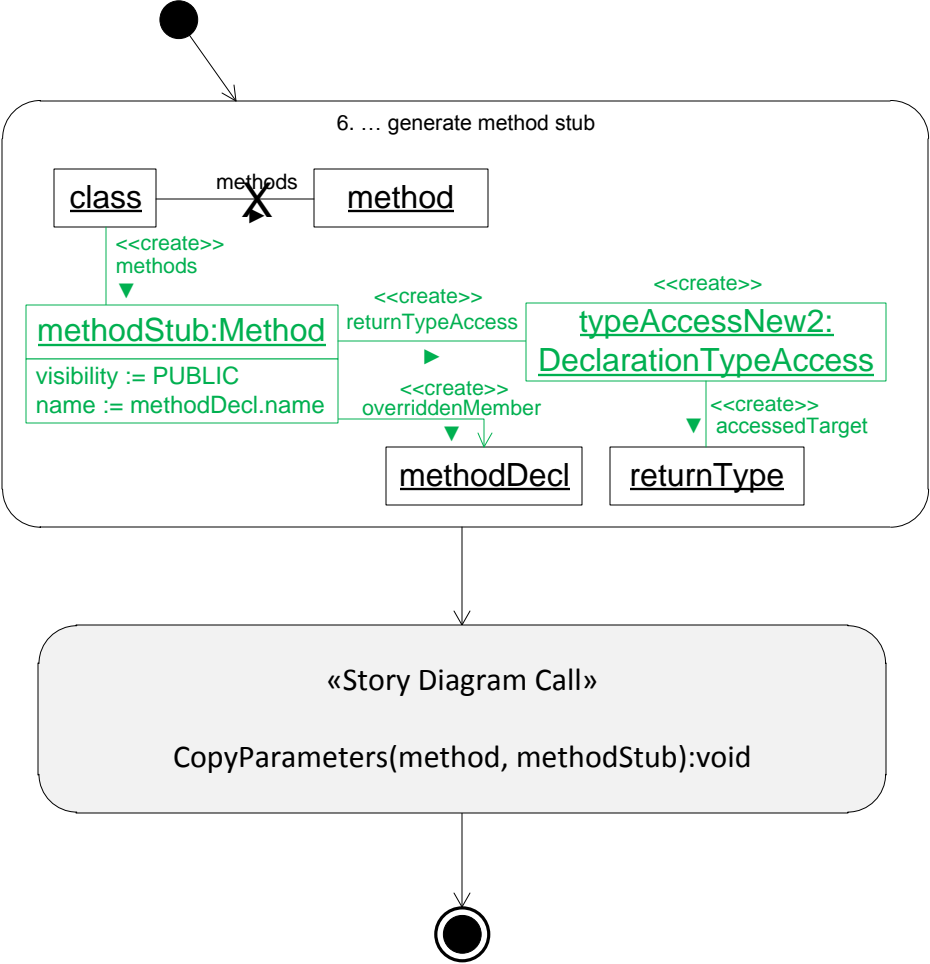 6. … generate method stub
methods
class
method
<<create>>
methods
<<create>>
<<create>>
returnTypeAccess
methodStub:Method
typeAccessNew2:
DeclarationTypeAccess
visibility := PUBLIC
name := methodDecl.name
<<create>>
overriddenMember
<<create>>
accessedTarget
methodDecl
returnType
«Story Diagram Call»
CopyParameters(method, methodStub):void